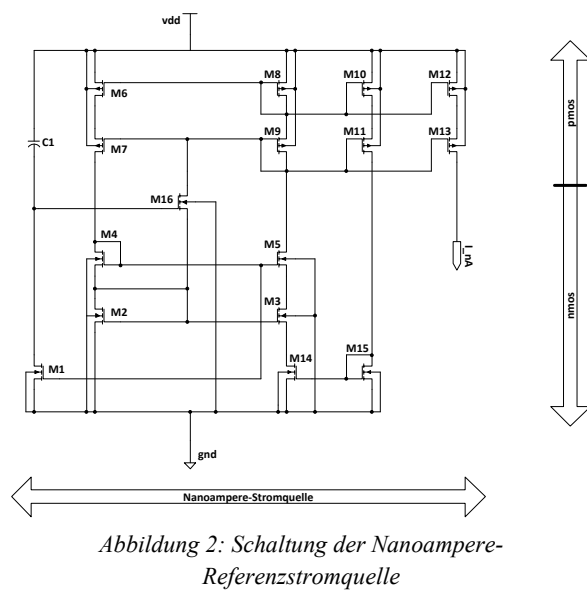 vdd
M8
M10
M12
M6
C1
M9
M11
M13
M7
M16
M4
M5
I_nA
M2
M3
M1
M14
M15
gnd
pmos
nmos
Nanoampere-Stromquelle
Abbildung 2: Schaltung der Nanoampere-
Referenzstromquelle